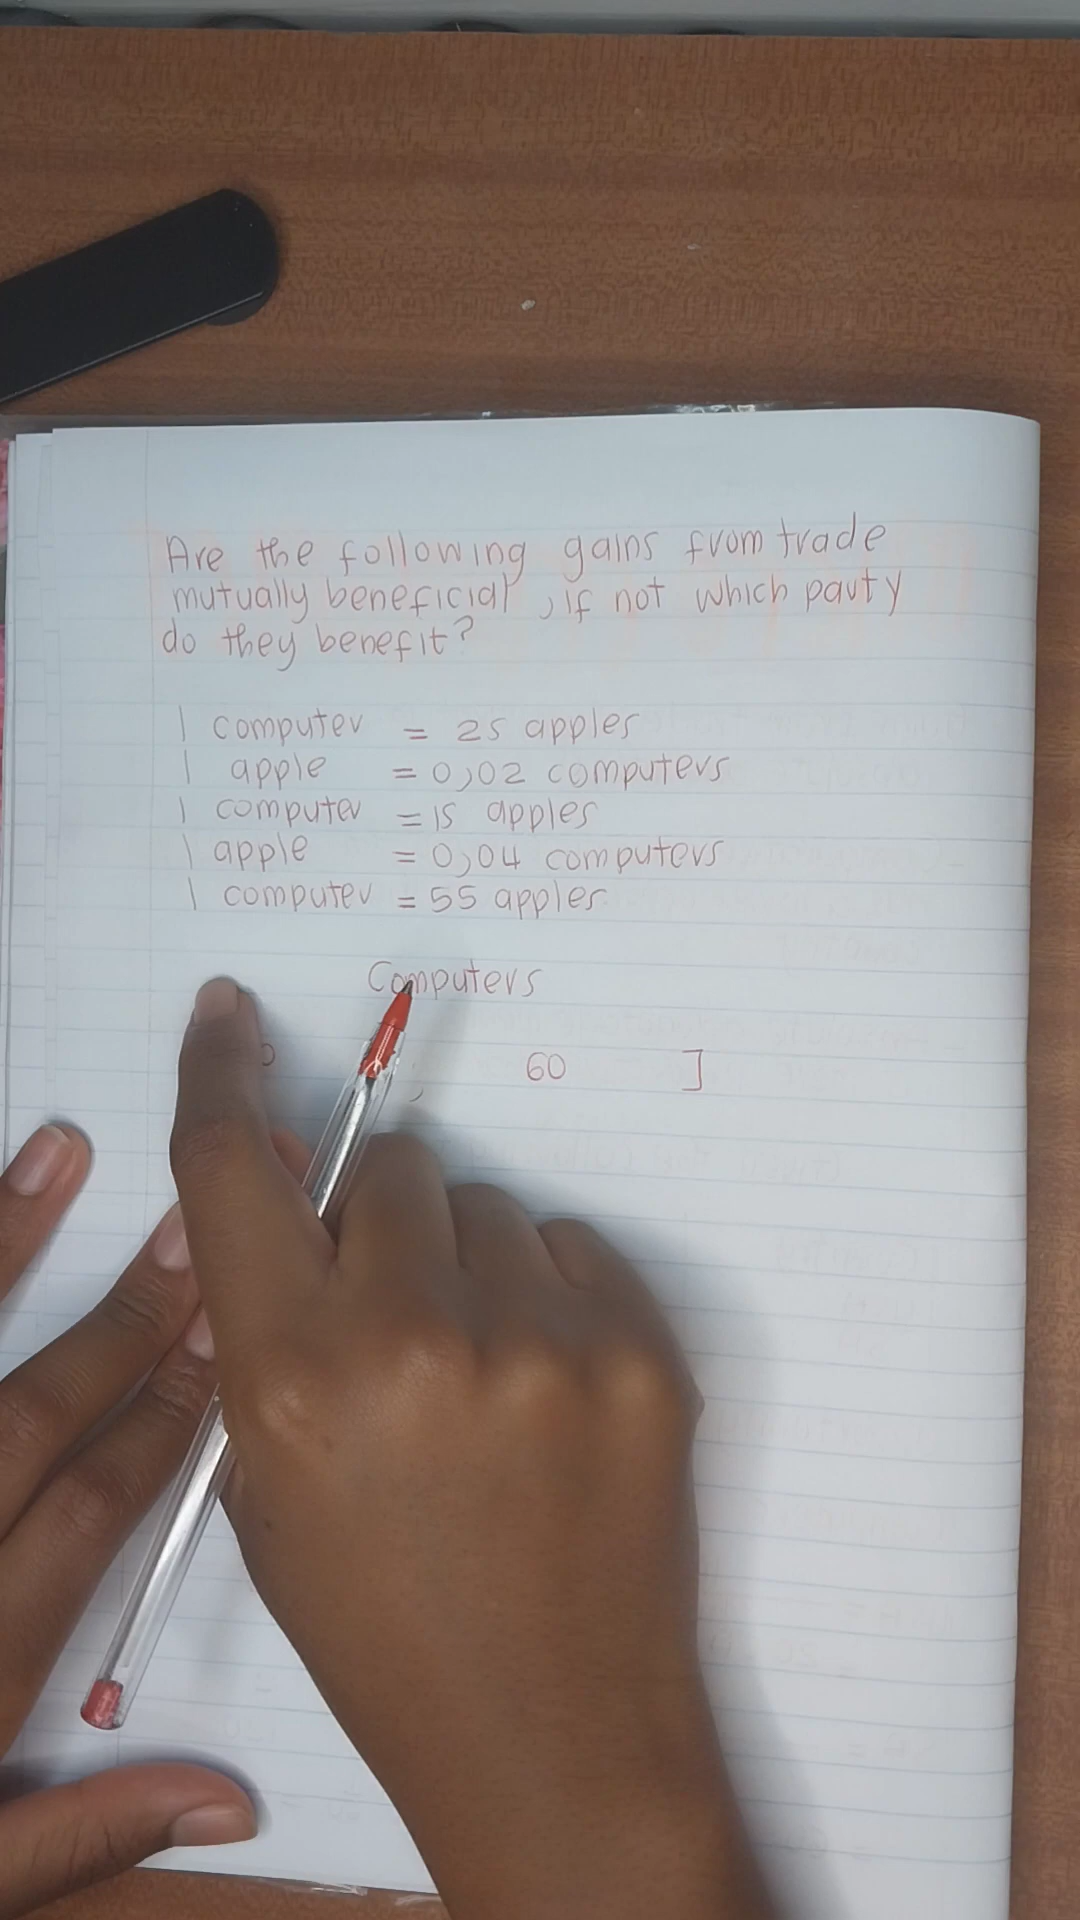 Are the following gains from trade
mutually beneficial, if not which party
do they benefit?
1 computer = 25 apples
1 apple = 0,02 computers
1 computer = 15 apples
1 apple = 0,04 computers
1 computer = 55 apples
Computers
; 60 ]